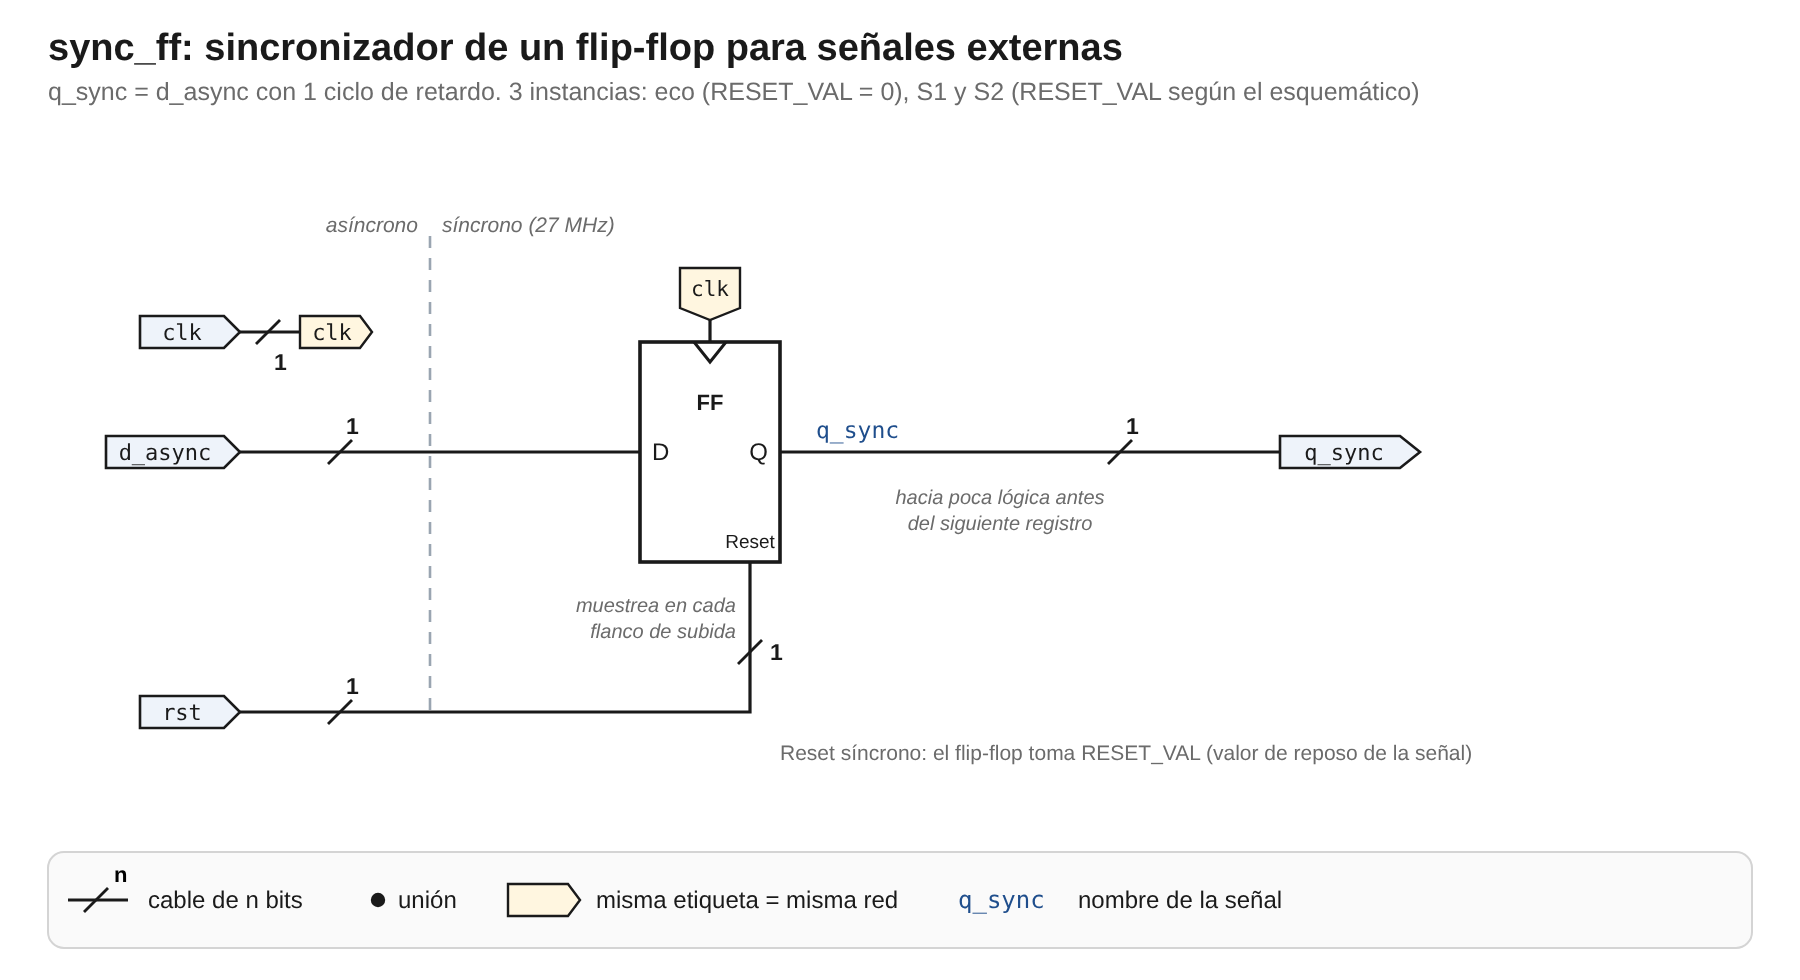 sync_ff: sincronizador de un flip-flop para señales externas
q_sync = d_async con 1 ciclo de retardo. 3 instancias: eco (RESET_VAL = 0), S1 y S2 (RESET_VAL según el esquemático)
asíncrono
síncrono (27 MHz)
clk
clk
clk
1
FF
d_async
1
D
Q
q_sync
1
q_sync
hacia poca lógica antes
del siguiente registro
Reset
muestrea en cada
flanco de subida
1
rst
1
Reset síncrono: el flip-flop toma RESET_VAL (valor de reposo de la señal)
n
cable de n bits
unión
misma etiqueta = misma red
q_sync
nombre de la señal